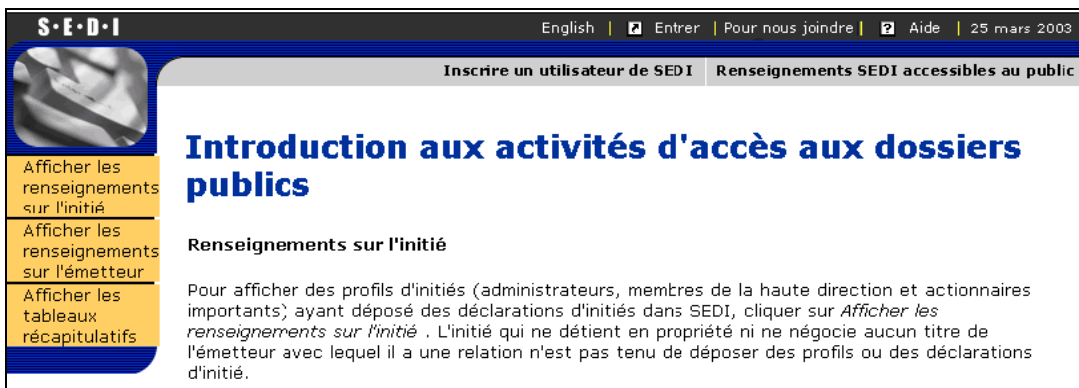 S•E•D•I
English | Entrer | Pour nous joindre | ? Aide | 25 mars 2003
Inscrire un utilisateur de SEDI Renseignements SEDI accessibles au public
Afficher les
renseignements
sur l'initié
Afficher les
renseignements
sur l'émetteur
Afficher les
tableaux
récapitulatifs
Introduction aux activités d'accès aux dossiers
publics
Renseignements sur l'initié
Pour afficher des profils d'initiés (administrateurs, membres de la haute direction et actionnaires
importants) ayant déposé des déclarations d'initiés dans SEDI, cliquer sur Afficher les
renseignements sur l'initié . L'initié qui ne détient en propriété ni ne négocie aucun titre de
l'émetteur avec lequel il a une relation n'est pas tenu de déposer des profils ou des déclarations
d'initié.